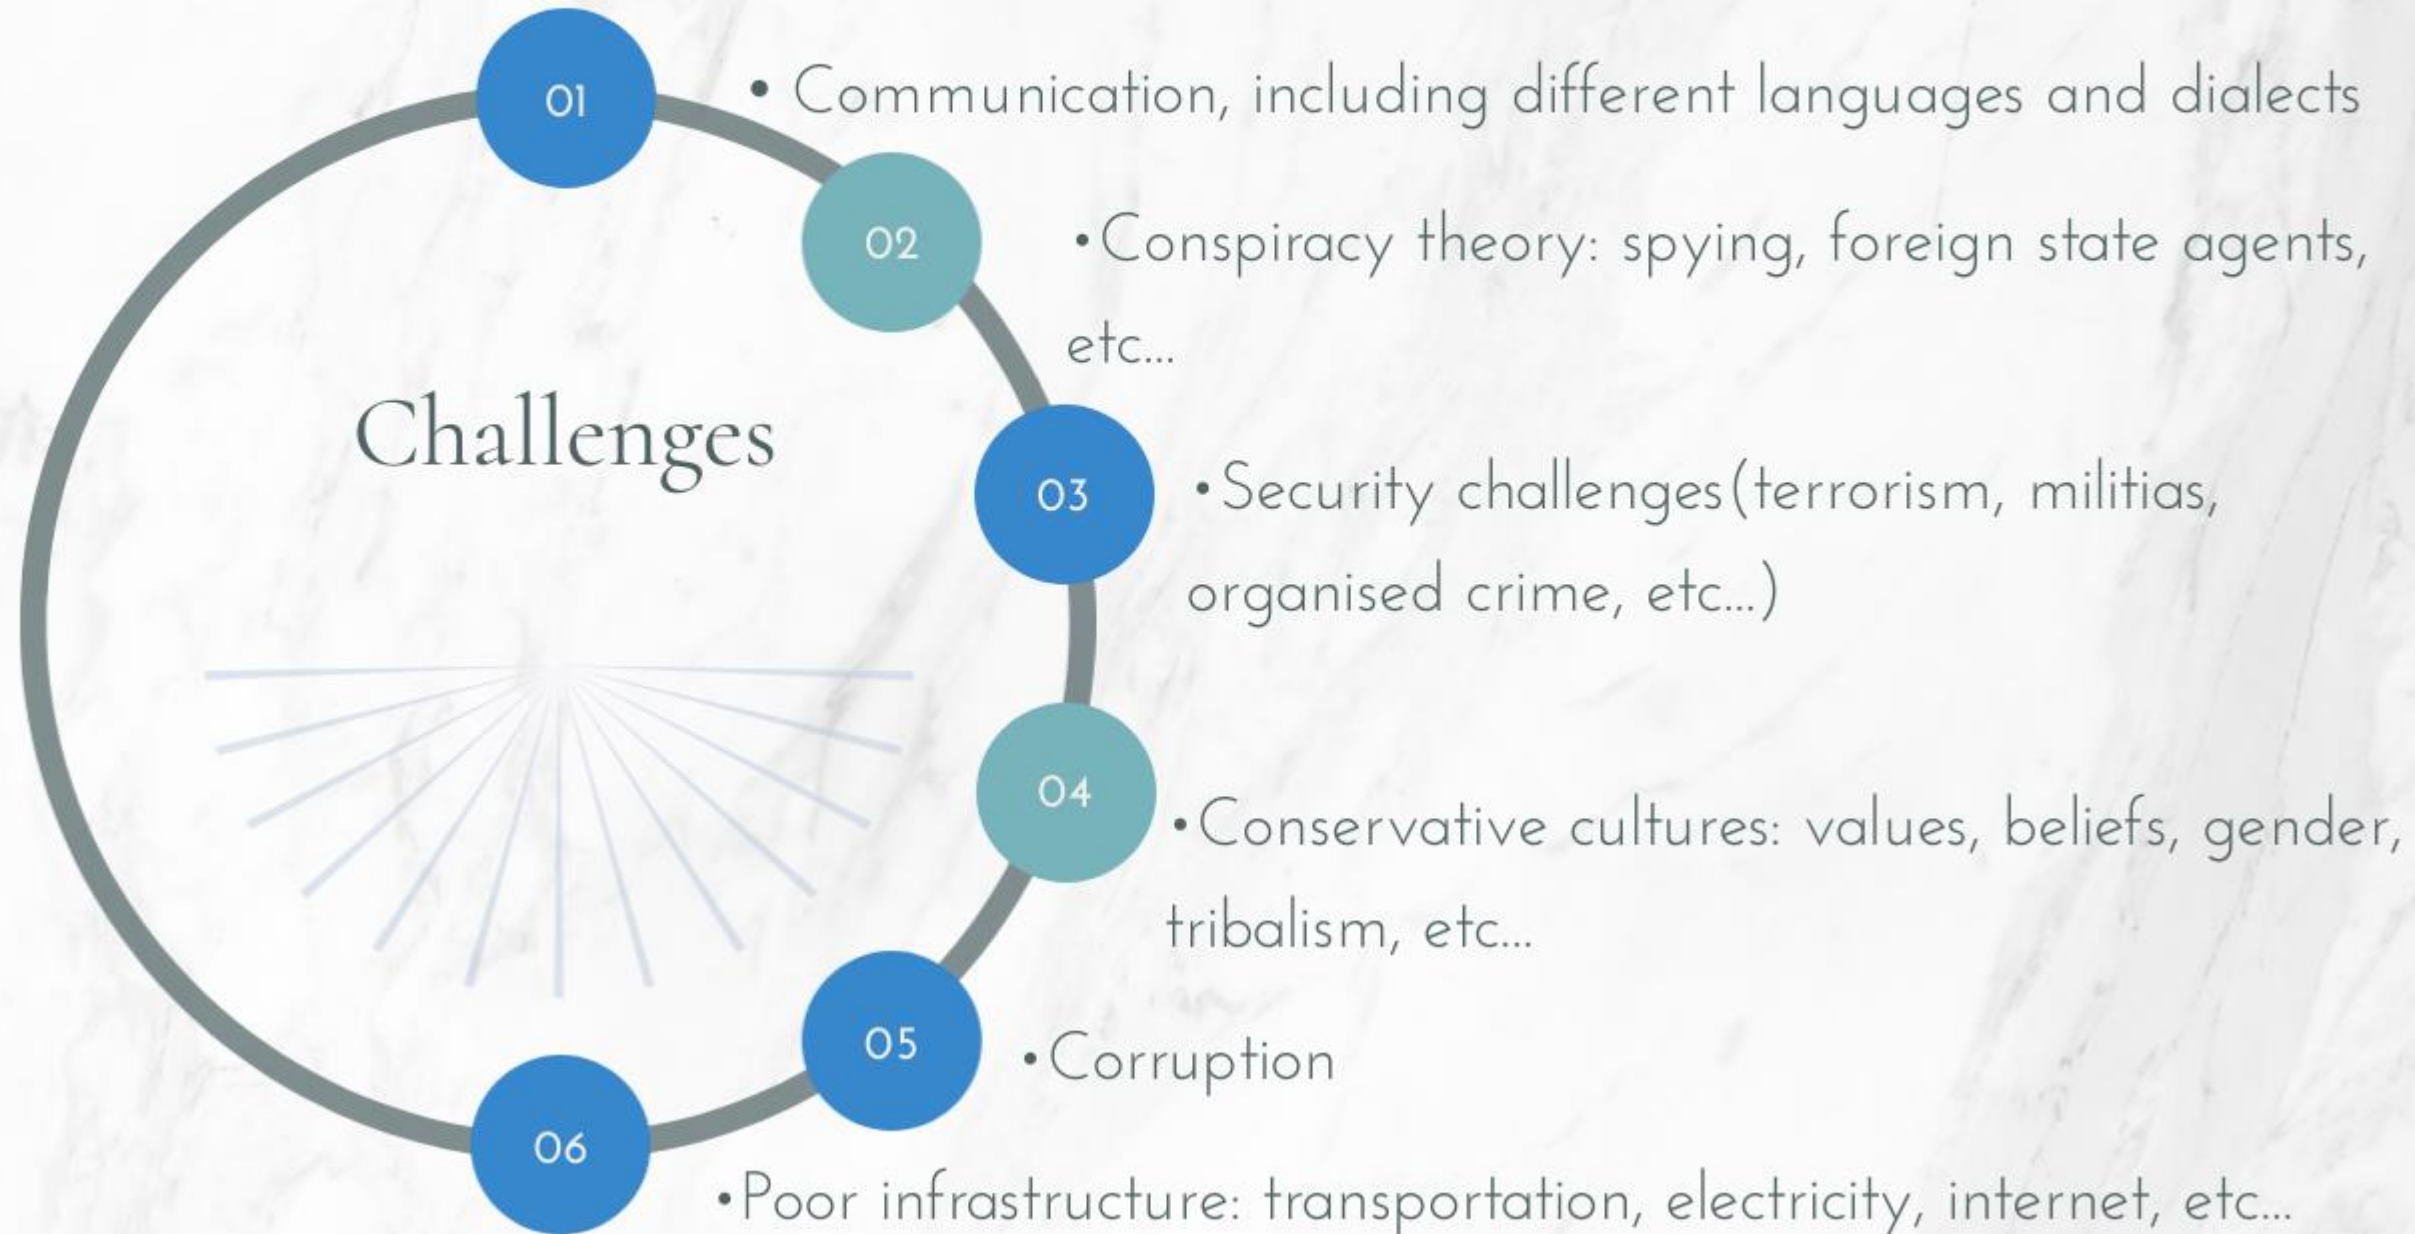 01
• Communication, including different languages and dialects
02
•Conspiracy theory: spying, foreign state agents,
etc...
Challenges
03
•Security challenges(terrorism, militias,
organised crime, etc...)
04
•Conservative cultures: values, beliefs, gender,
tribalism, etc...
05
•Corruption
06
•Poor infrastructure: transportation, electricity, internet, etc...